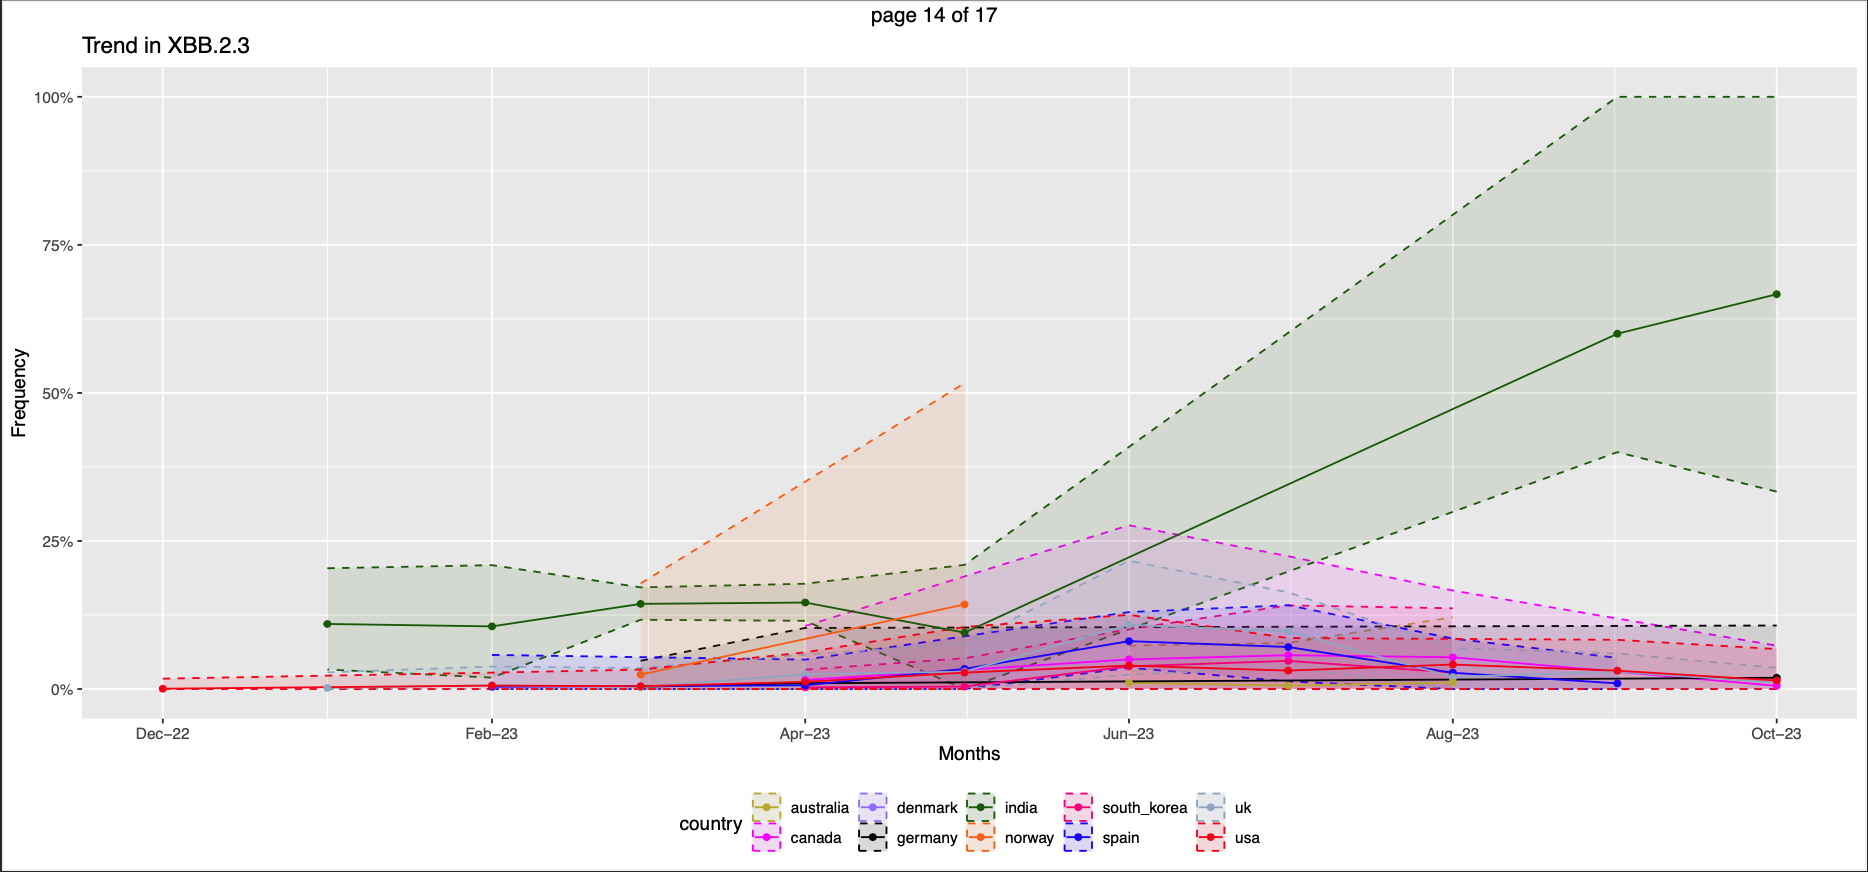 page 14 of 17
Trend in XBB.2.3
100%
75%
50%
25%
0%
Frequency
Dec–22 Feb–23 Apr–23 Jun–23 Aug–23 Oct–23
Months
country
australia denmark india south_korea uk
canada germany norway spain usa